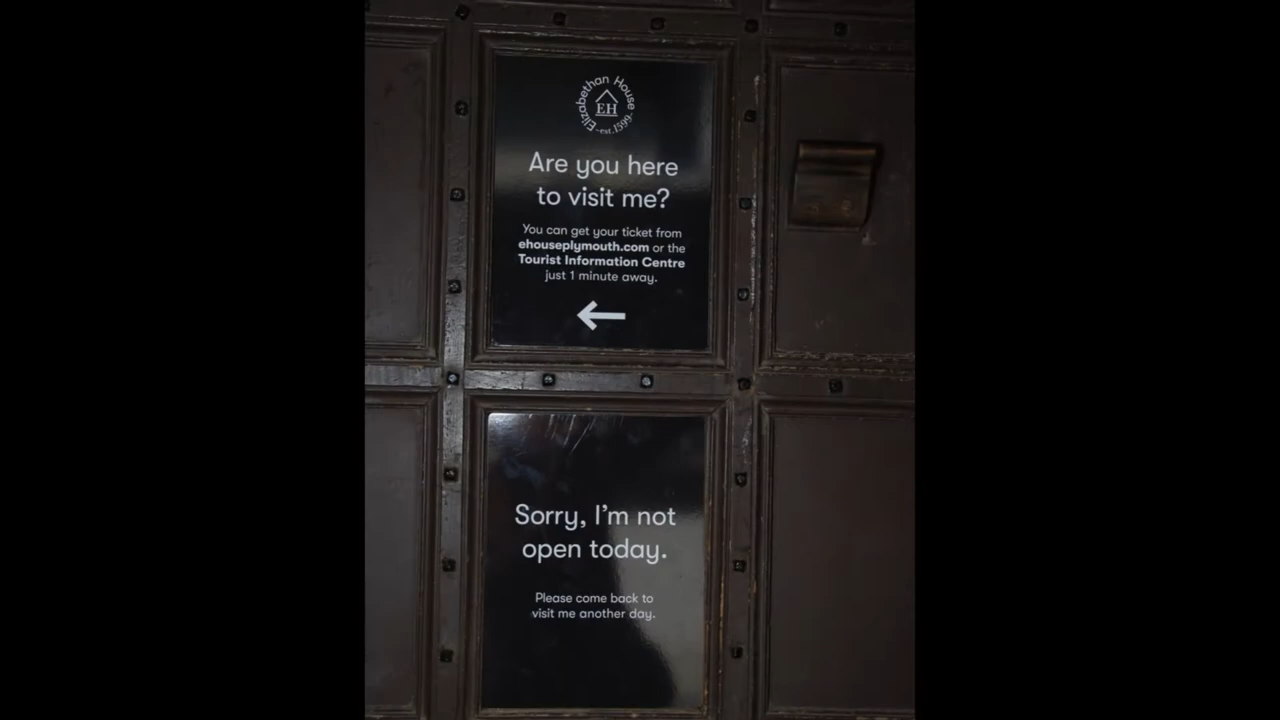 Elizabethan House
EH
-est.1599-
Are you here
to visit me?
You can get your ticket from
ehouseplymouth.com or the
Tourist Information Centre
just 1 minute away.
Sorry, I'm not
open today.
Please come back to
visit me another day.